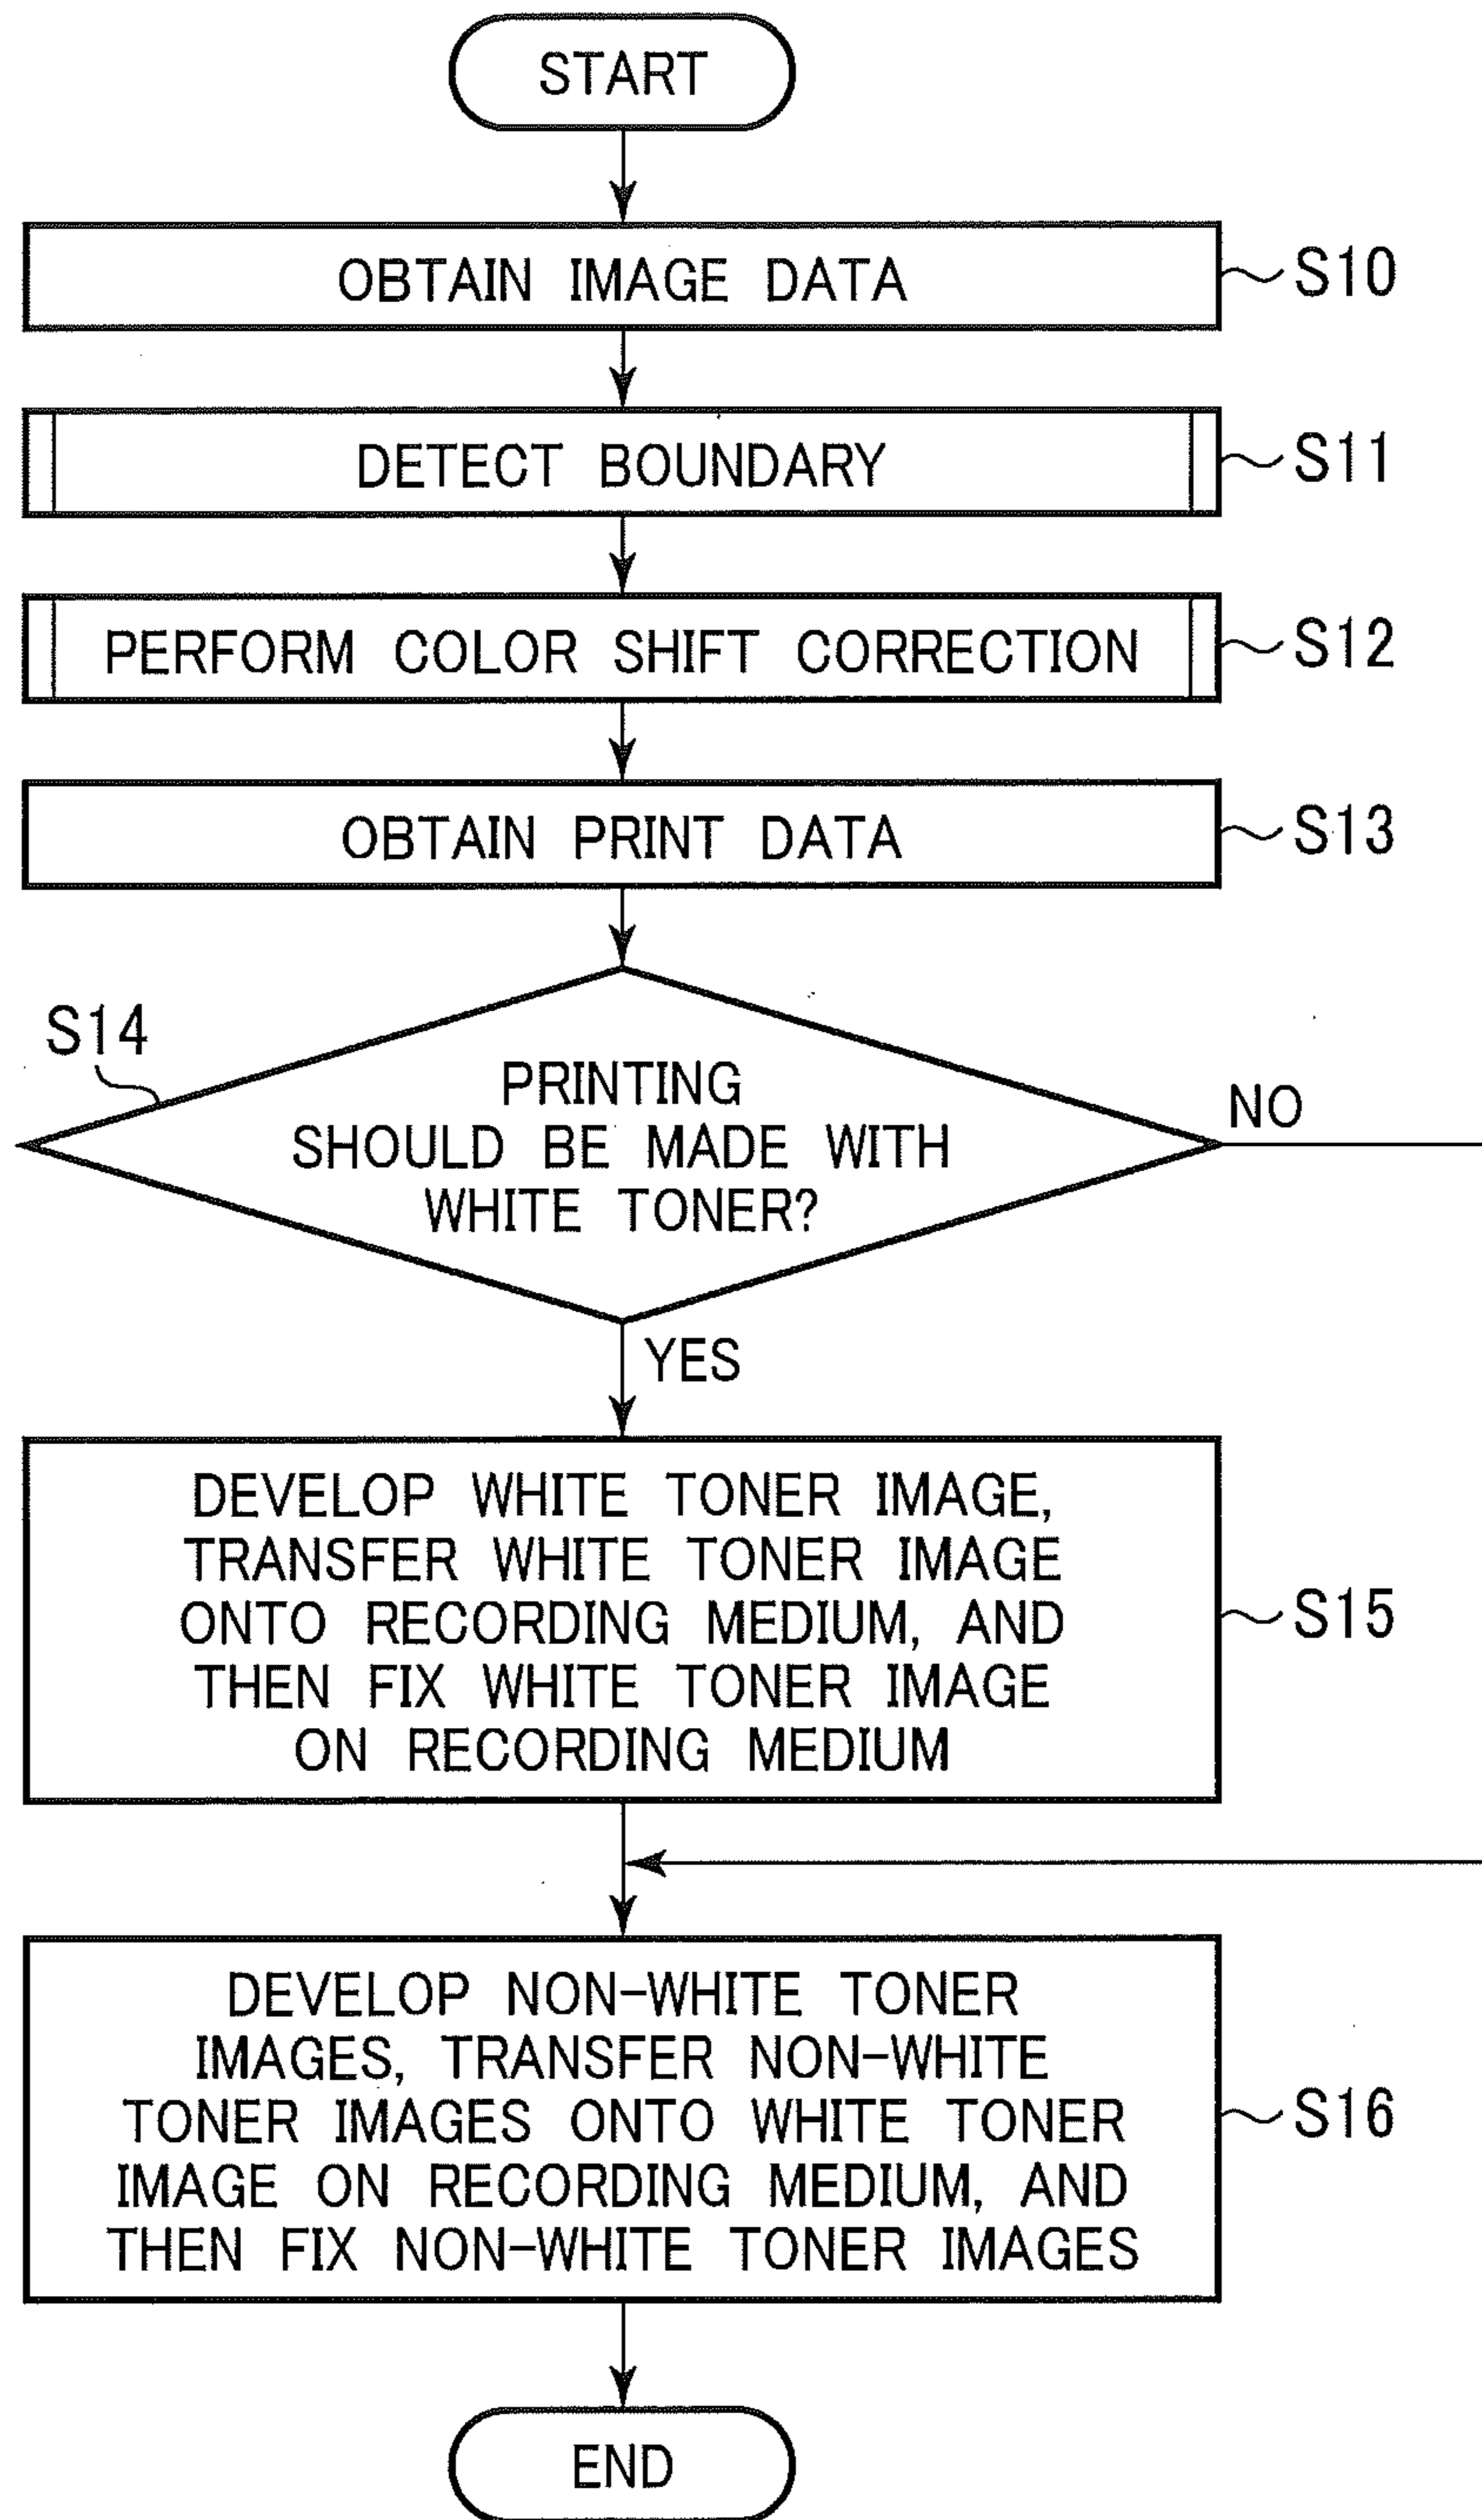 START
OBTAIN IMAGE DATA
S10
DETECT BOUNDARY
S11
PERFORM COLOR SHIFT CORRECTION
S12
OBTAIN PRINT DATA
S13
S14
PRINTING
SHOULD BE MADE WITH
WHITE TONER?
NO
YES
DEVELOP WHITE TONER IMAGE,
TRANSFER WHITE TONER IMAGE
ONTO RECORDING MEDIUM, AND
THEN FIX WHITE TONER IMAGE
ON RECORDING MEDIUM
S15
DEVELOP NON-WHITE TONER
IMAGES, TRANSFER NON-WHITE
TONER IMAGES ONTO WHITE TONER
IMAGE ON RECORDING MEDIUM, AND
THEN FIX NON-WHITE TONER IMAGES
S16
END